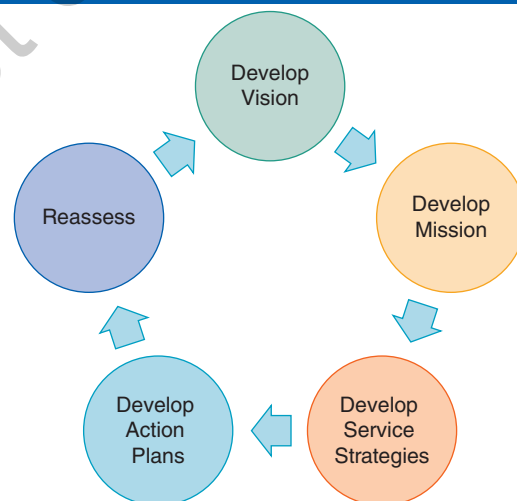 Develop
Vision
Develop
Mission
Develop
Service
Strategies
Develop
Action
Plans
Reassess